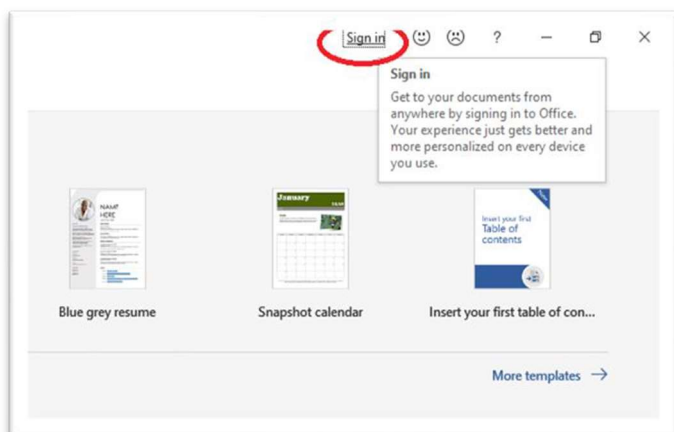 Sign in
?
Sign in
Get to your documents from
anywhere by signing in to Office.
Your experience just gets better and
more personalized on every device
you use.
NAME
HERE
January
Insert your first
Table of
contents
Blue grey resume
Snapshot calendar
Insert your first table of con...
More templates →